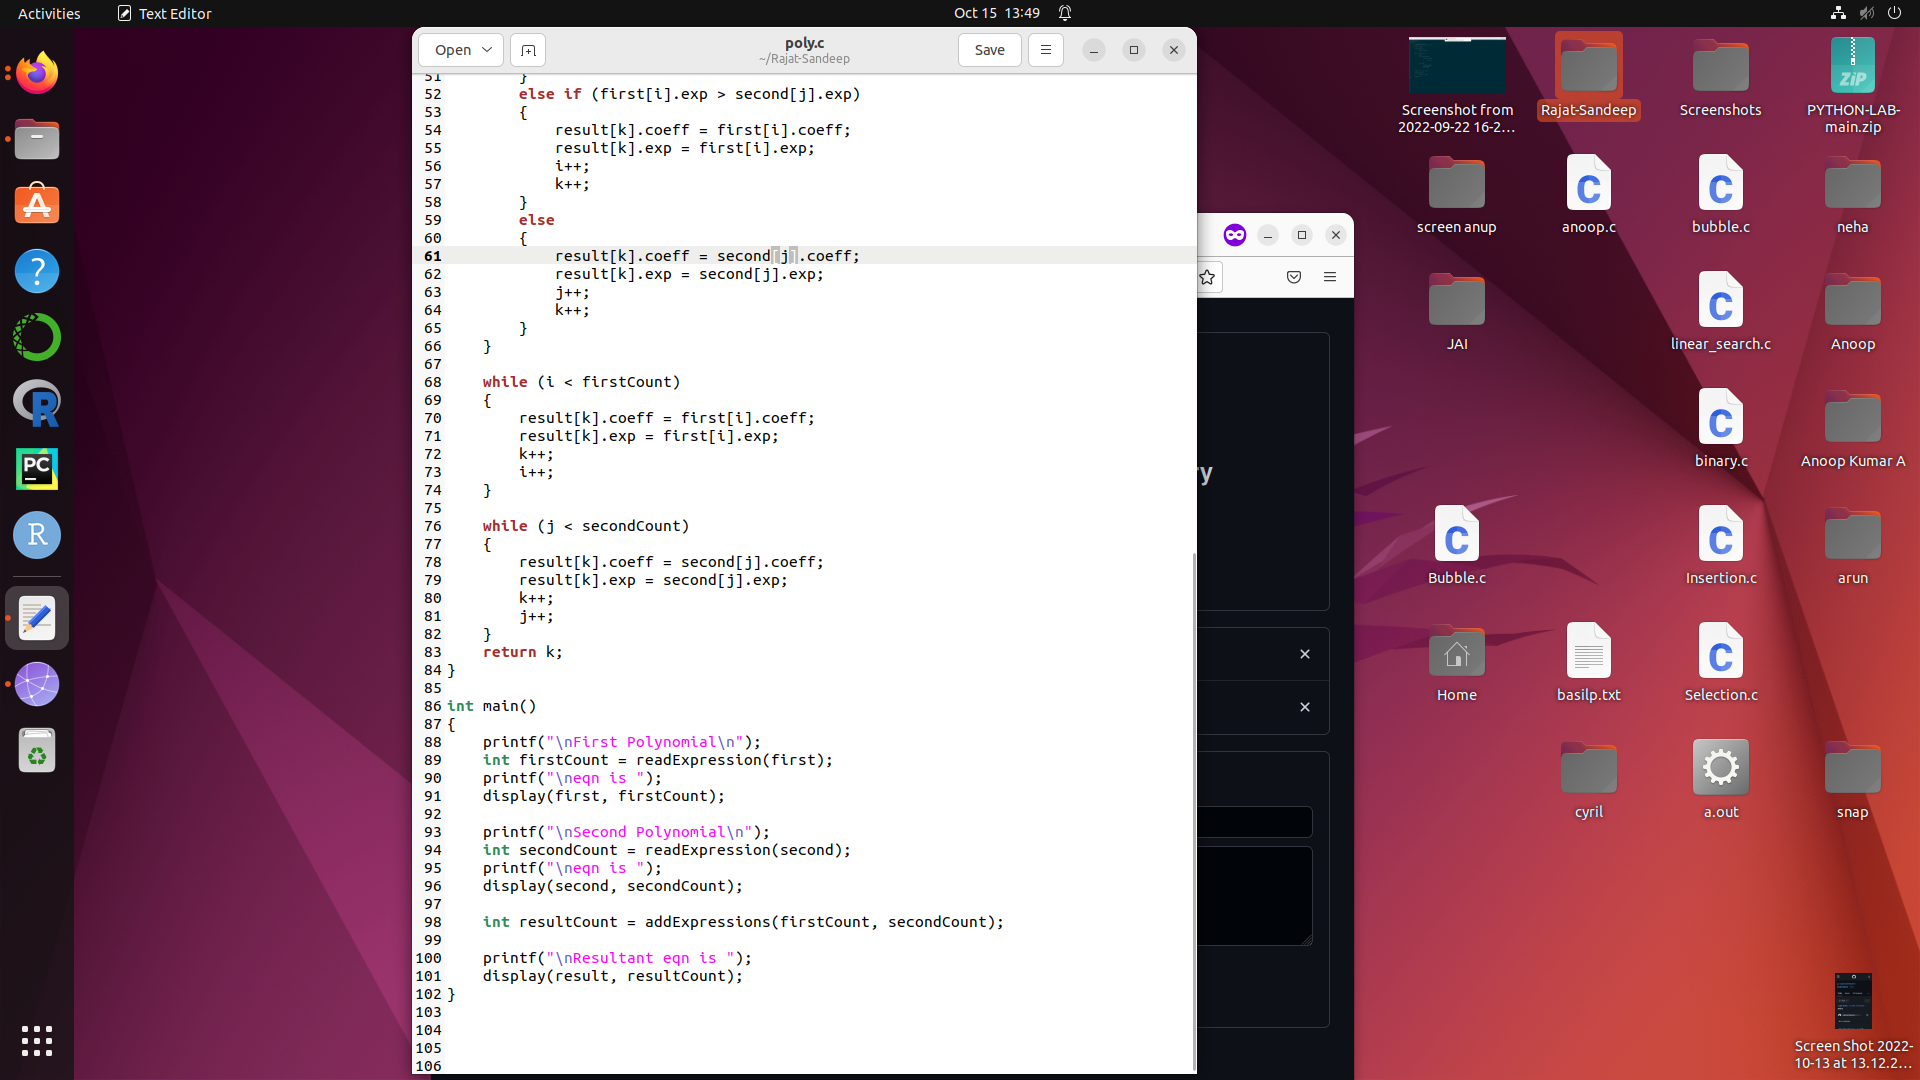 Activities
Text Editor
Oct 15 13:49
Open
poly.c
~/Rajat-Sandeep
Save
51 }
52 else if (first[i].exp > second[j].exp)
53 {
54 result[k].coeff = first[i].coeff;
55 result[k].exp = first[i].exp;
56 i++;
57 k++;
58 }
59 else
60 {
61 result[k].coeff = second[j].coeff;
62 result[k].exp = second[j].exp;
63 j++;
64 k++;
65 }
66 }
67
68 while (i < firstCount)
69 {
70 result[k].coeff = first[i].coeff;
71 result[k].exp = first[i].exp;
72 k++;
73 i++;
74 }
75
76 while (j < secondCount)
77 {
78 result[k].coeff = second[j].coeff;
79 result[k].exp = second[j].exp;
80 k++;
81 j++;
82 }
83 return k;
84 }
85
86 int main()
87 {
88 printf("\nFirst Polynomial\n");
89 int firstCount = readExpression(first);
90 printf("\neqn is ");
91 display(first, firstCount);
92
93 printf("\nSecond Polynomial\n");
94 int secondCount = readExpression(second);
95 printf("\neqn is ");
96 display(second, secondCount);
97
98 int resultCount = addExpressions(firstCount, secondCount);
99
100 printf("\nResultant eqn is ");
101 display(result, resultCount);
102 }
103
104
105
106
ry
Screenshot from
2022-09-22 16-2...
Rajat-Sandeep
Screenshots
ZIP
PYTHON-LAB-
main.zip
screen anup
C
anoop.c
C
bubble.c
neha
JAI
C
linear_search.c
Anoop
C
binary.c
Anoop Kumar A
C
Bubble.c
C
Insertion.c
arun
Home
basilp.txt
C
Selection.c
cyril
a.out
snap
Screen Shot 2022-
10-13 at 13.12.2...
A
?
R
PC
R